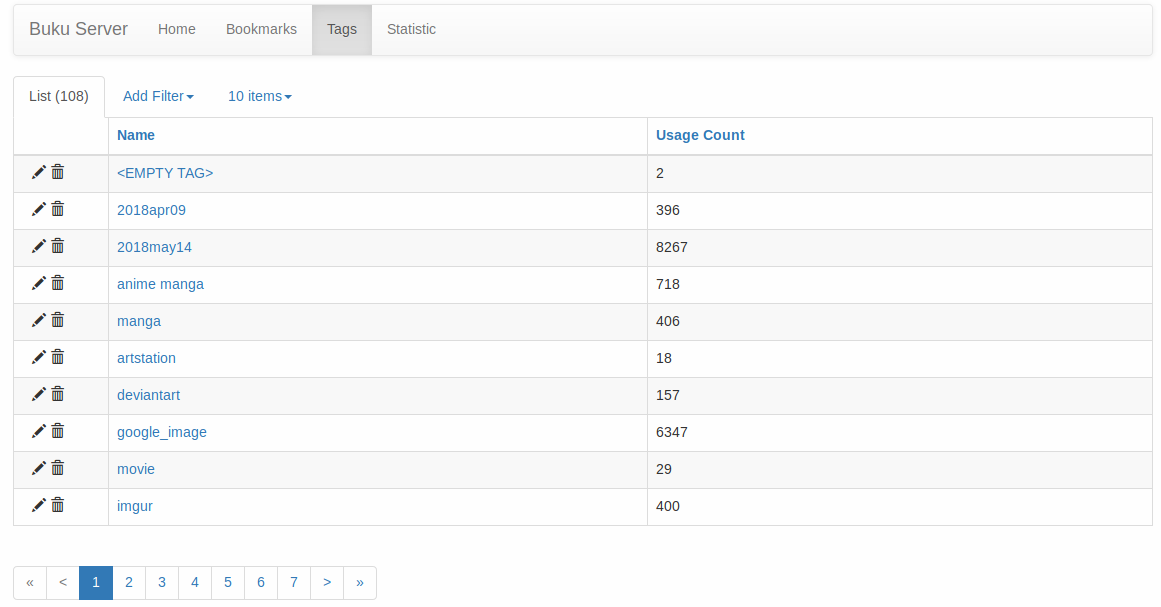 Buku Server Home Bookmarks Tags Statistic
List (108) Add Filter 10 items
Name Usage Count
<EMPTY TAG> 2
2018apr09 396
2018may14 8267
anime manga 718
manga 406
artstation 18
deviantart 157
google_image 6347
movie 29
imgur 400
« < 1 2 3 4 5 6 7 > »